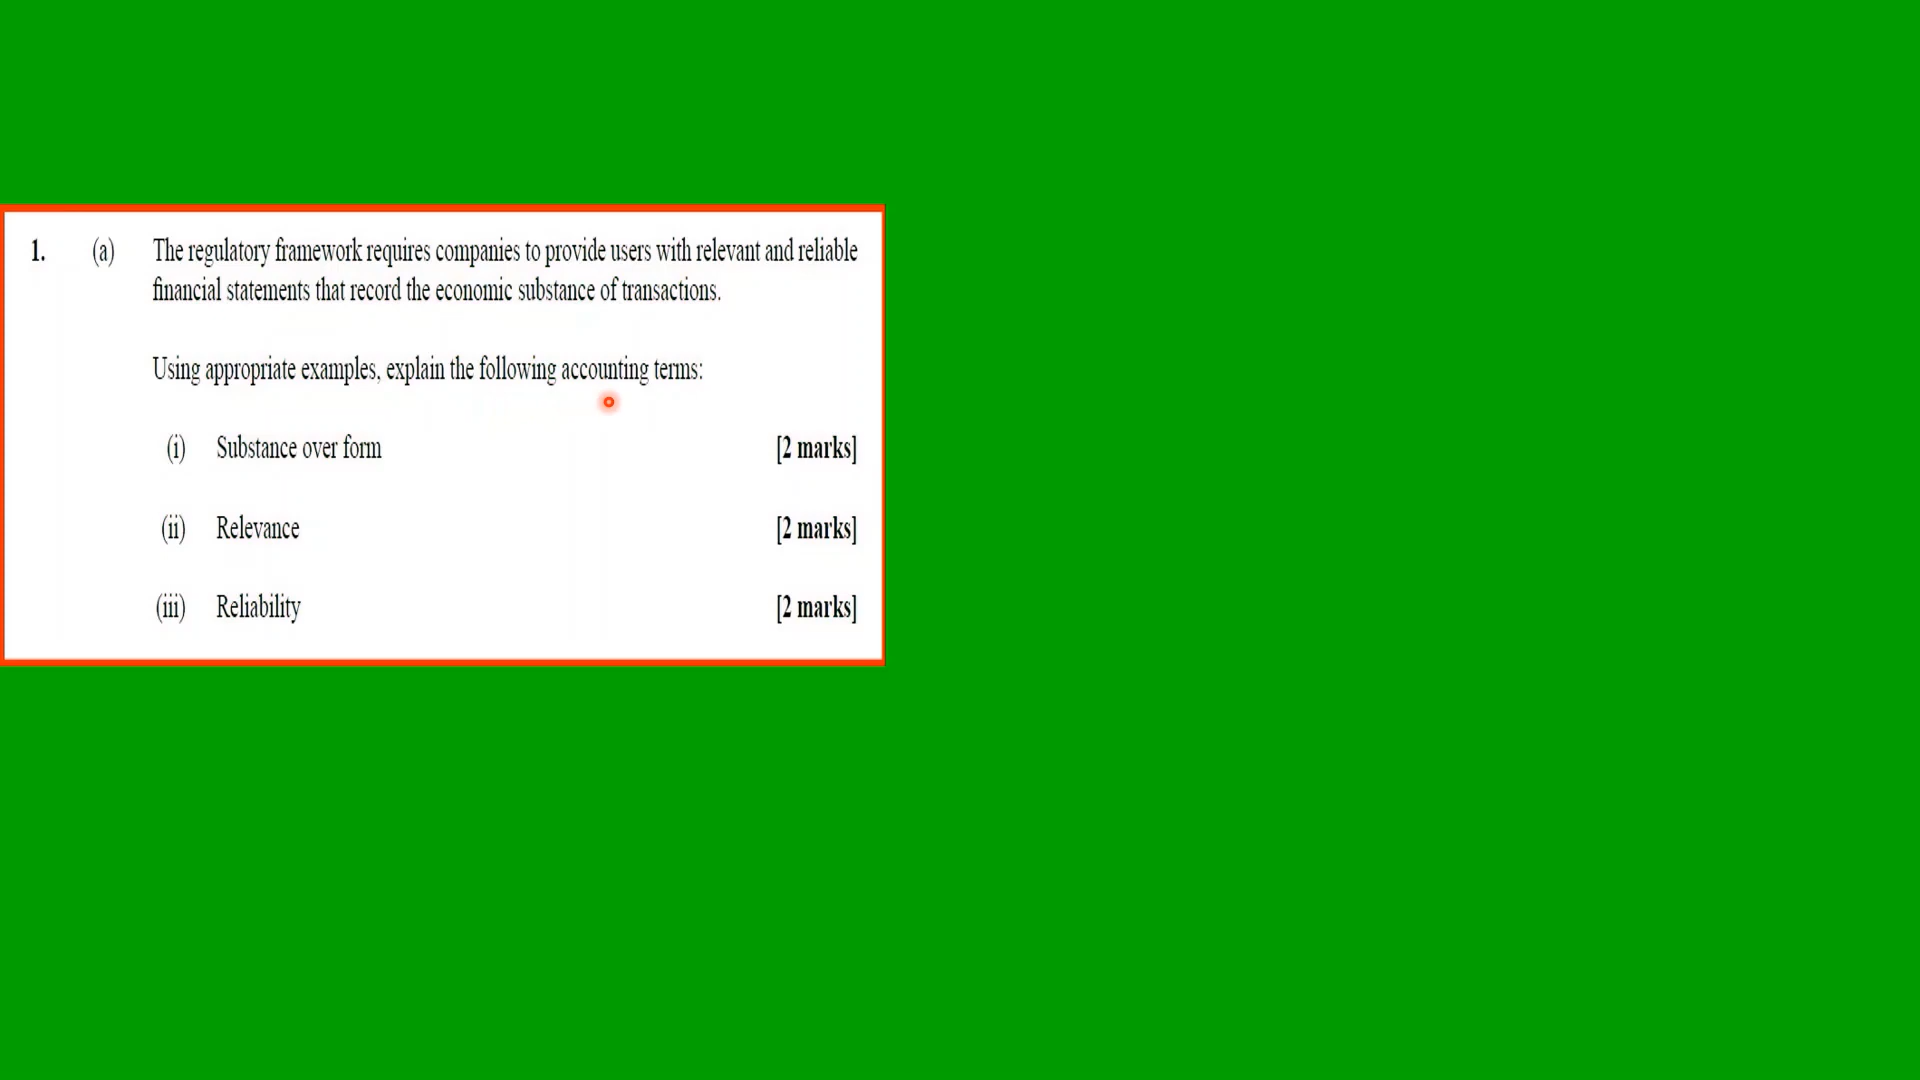 1. (a) The regulatory framework requires companies to provide users with relevant and reliable
financial statements that record the economic substance of transactions.
Using appropriate examples, explain the following accounting terms:
(i) Substance over form [2 marks]
(ii) Relevance [2 marks]
(iii) Reliability [2 marks]